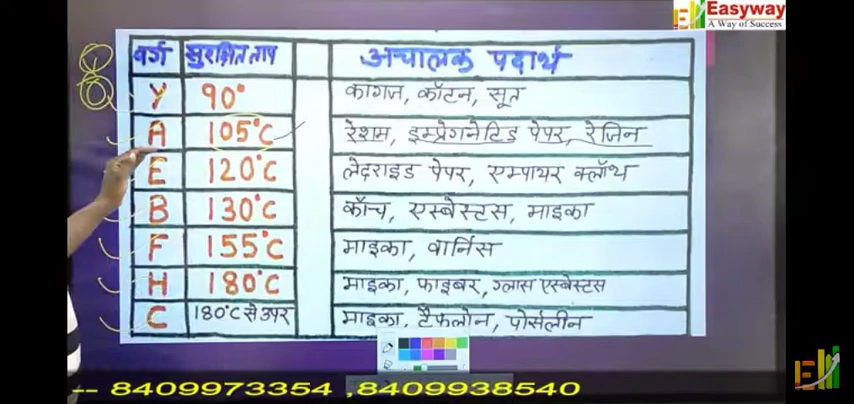 Easyway
A Way of Success
वर्ग सुरक्षित ताप अचालक पदार्थ
Y 90° कागज, कॉटन, सूत
A 105°C रेशम, इम्प्रेगनेटिड पेपर, रेजिन
E 120°C लेदराइड पेपर, एम्पायर क्लॉथ
B 130°C काँच, एस्बेस्टस, माइका
F 155°C माइका, वार्निस
H 180°C माइका, फाइबर, ग्लास एस्बेस्टस
C 180°C से उपर माइका, टैफलोन, पोर्सलीन
-- 8409973354 ,8409938540